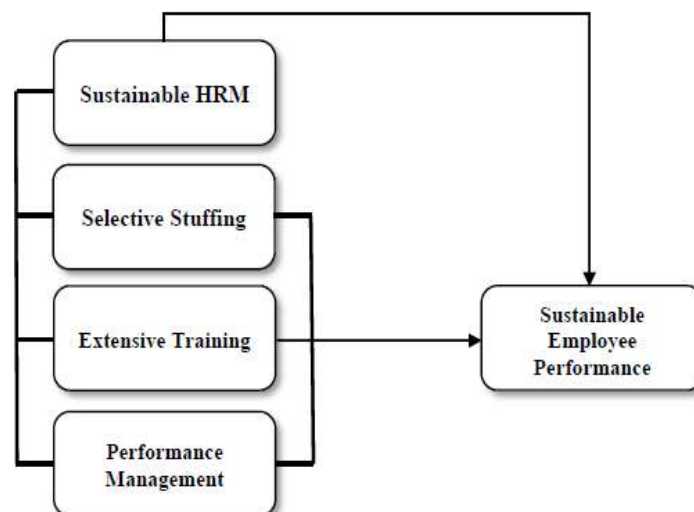 Sustainable HRM
Selective Stuffing
Extensive Training
Performance
Management
Sustainable
Employee
Performance